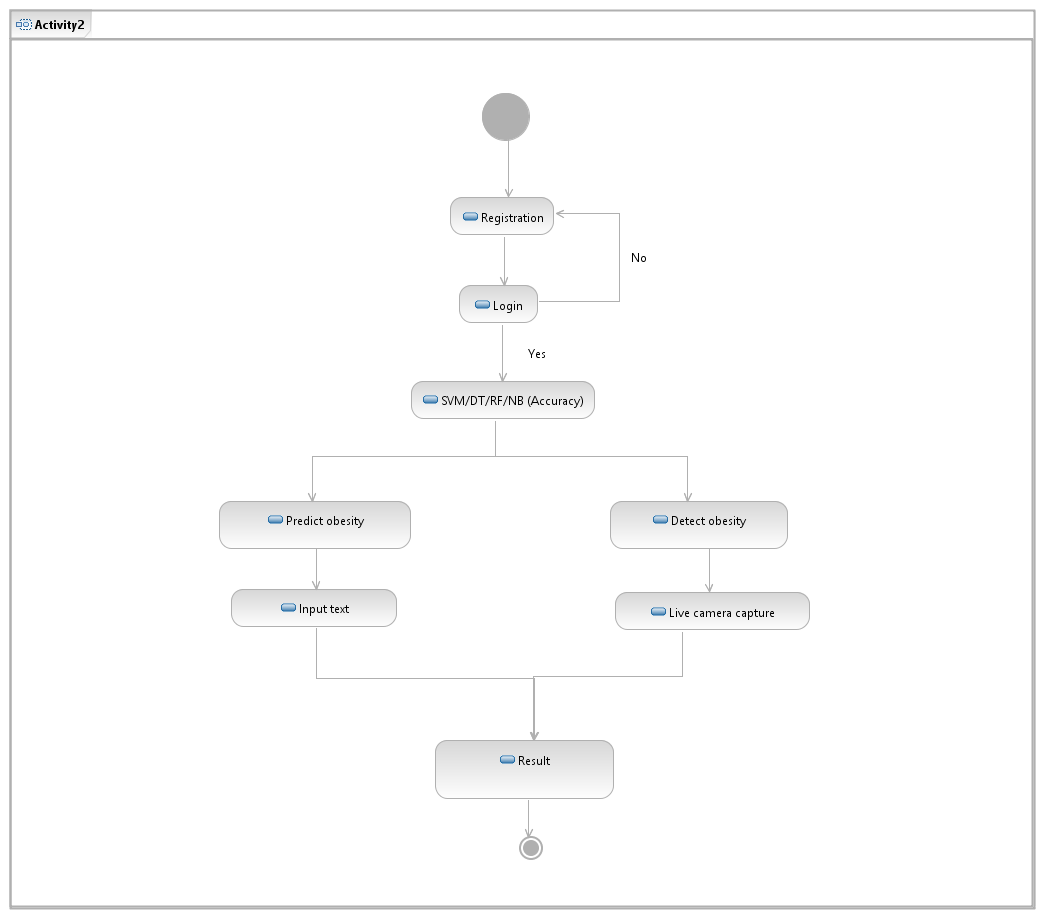 Activity2
Registration
No
Login
Yes
SVM/DT/RF/NB (Accuracy)
Predict obesity
Detect obesity
Input text
Live camera capture
Result